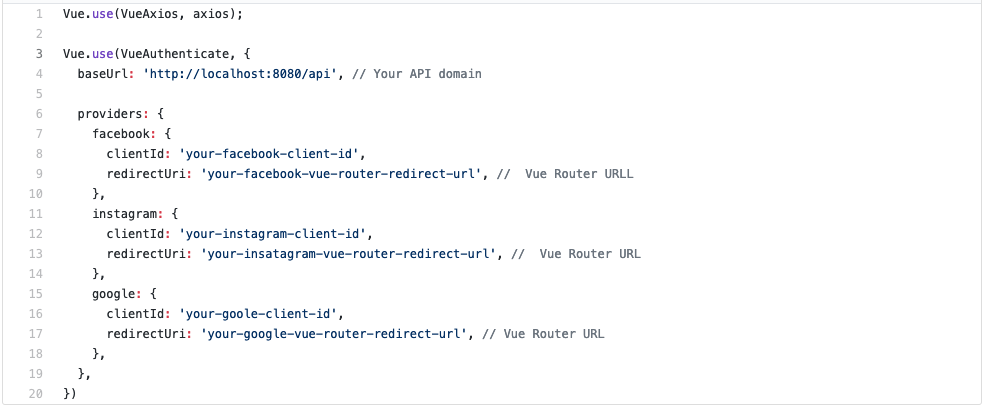 1 Vue.use(VueAxios, axios);
2
3 Vue.use(VueAuthenticate, {
4   baseUrl: 'http://localhost:8080/api', // Your API domain
5
6   providers: {
7     facebook: {
8       clientId: 'your-facebook-client-id',
9       redirectUri: 'your-facebook-vue-router-redirect-url', //  Vue Router URLL
10     },
11     instagram: {
12       clientId: 'your-instagram-client-id',
13       redirectUri: 'your-insatagram-vue-router-redirect-url', //  Vue Router URL
14     },
15     google: {
16       clientId: 'your-goole-client-id',
17       redirectUri: 'your-google-vue-router-redirect-url', // Vue Router URL
18     },
19   },
20 })